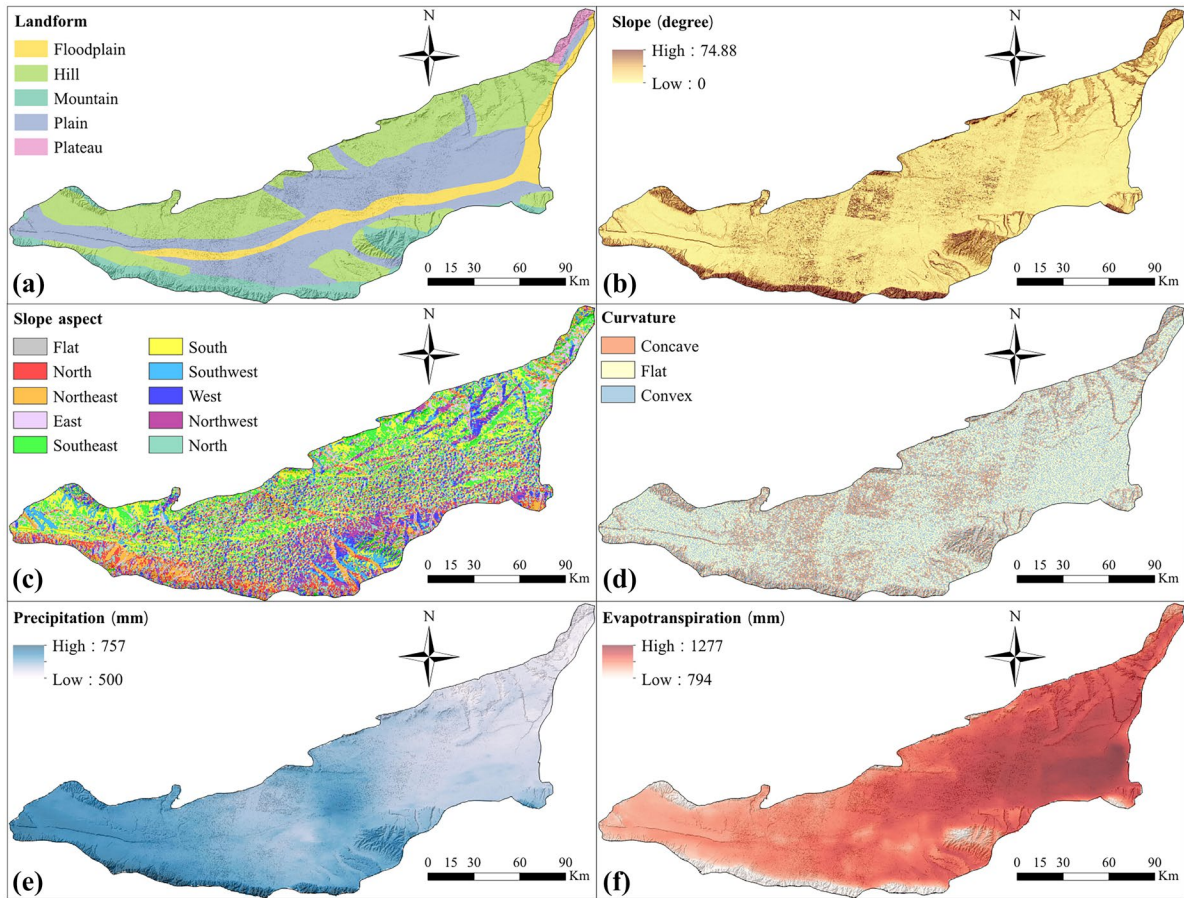 Landform
Floodplain
Hill
Mountain
Plain
Plateau
N
0 15 30 60 90
Km
(a)
Slope (degree)
High : 74.88
Low : 0
N
0 15 30 60 90
Km
(b)
Slope aspect
Flat
North
Northeast
East
Southeast
South
Southwest
West
Northwest
North
N
0 15 30 60 90
Km
(c)
Curvature
Concave
Flat
Convex
N
0 15 30 60 90
Km
(d)
Precipitation (mm)
High : 757
Low : 500
N
0 15 30 60 90
Km
(e)
Evapotranspiration (mm)
High : 1277
Low : 794
N
0 15 30 60 90
Km
(f)